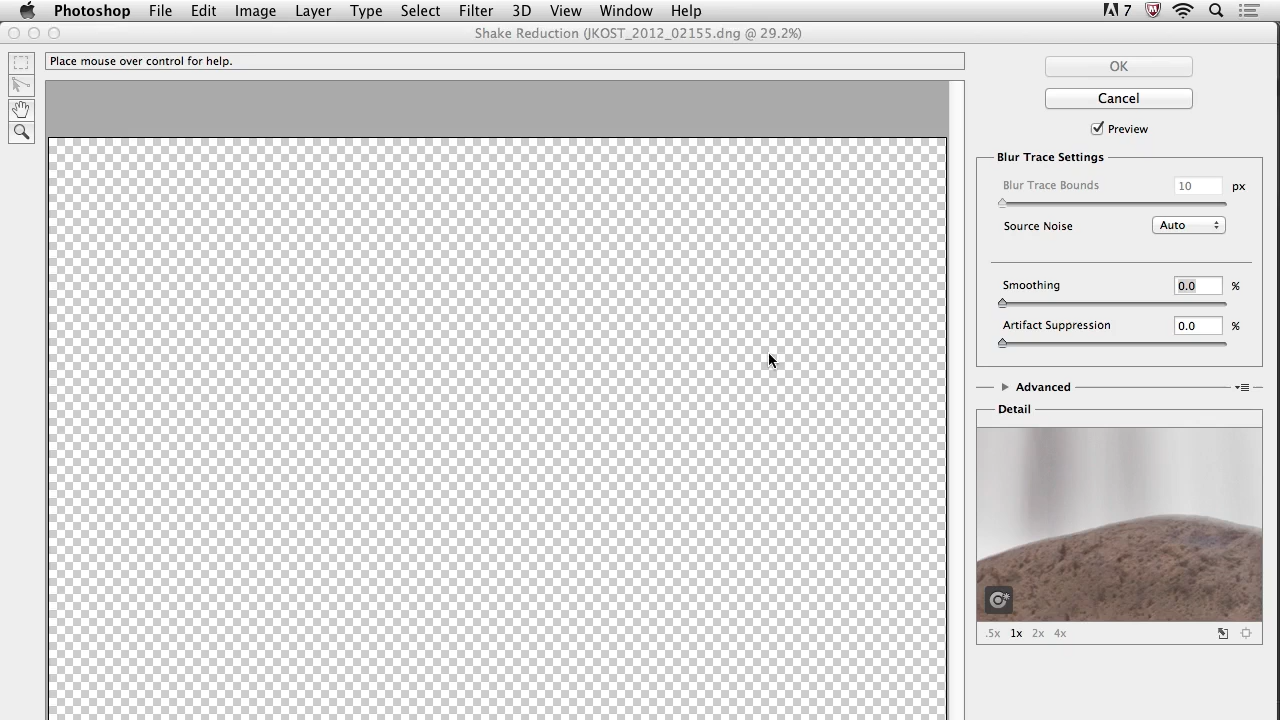 Photoshop File Edit Image Layer Type Select Filter 3D View Window Help 7
Shake Reduction (JKOST_2012_02155.dng @ 29.2%)
Place mouse over control for help.
OK
Cancel
Preview
Blur Trace Settings
Blur Trace Bounds 10 px
Source Noise Auto
Smoothing 0.0 %
Artifact Suppression 0.0 %
Advanced
Detail
.5x 1x 2x 4x